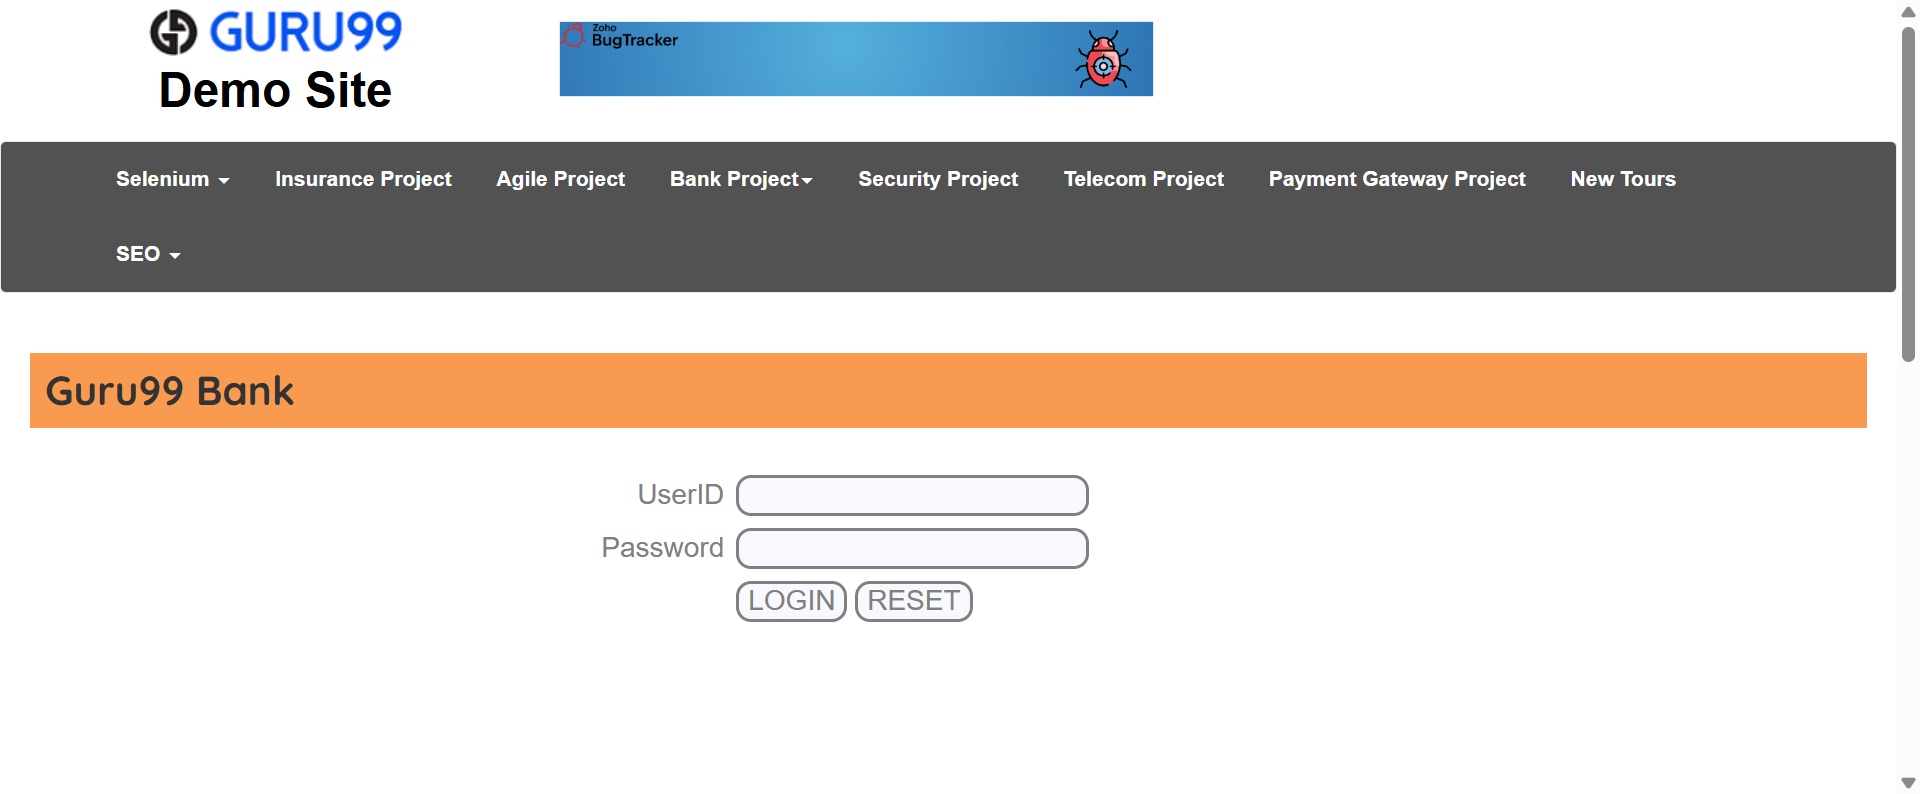 GURU99
Demo Site
Zoho
BugTracker
Selenium
Insurance Project
Agile Project
Bank Project
Security Project
Telecom Project
Payment Gateway Project
New Tours
SEO
Guru99 Bank
UserID
Password
LOGIN
RESET